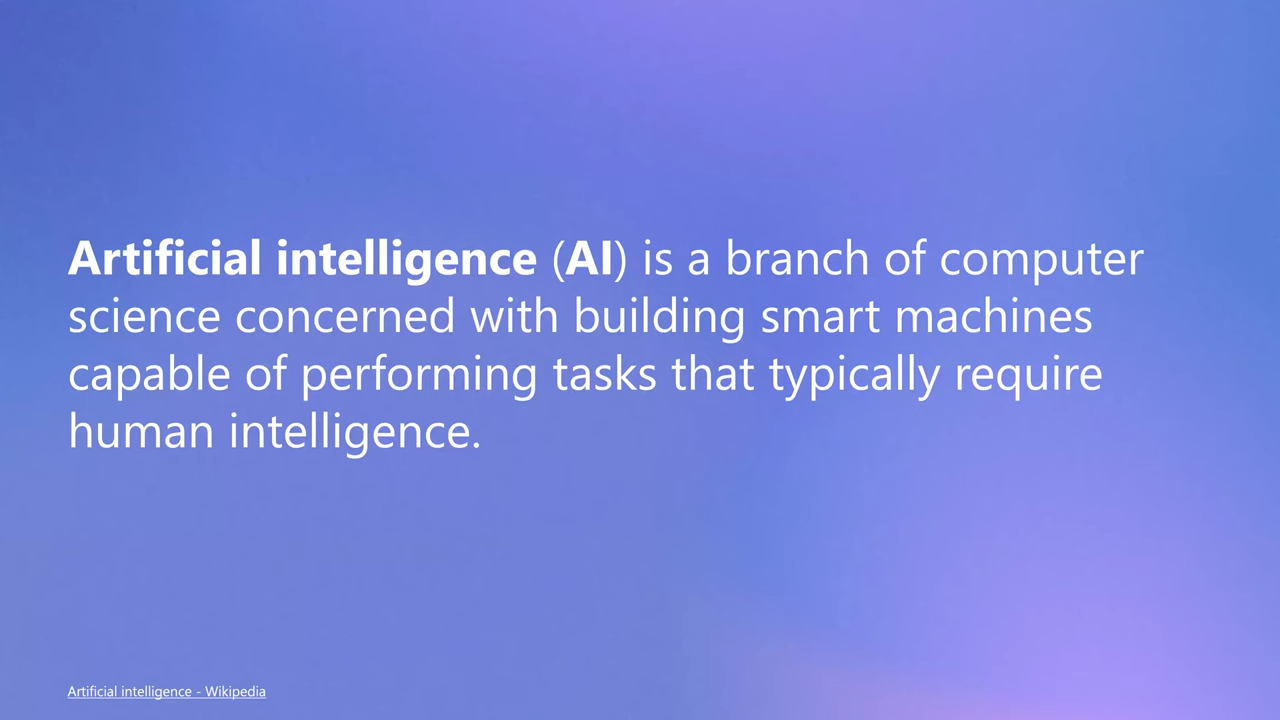 Artificial intelligence (AI) is a branch of computer
science concerned with building smart machines
capable of performing tasks that typically require
human intelligence.
Artificial intelligence - Wikipedia